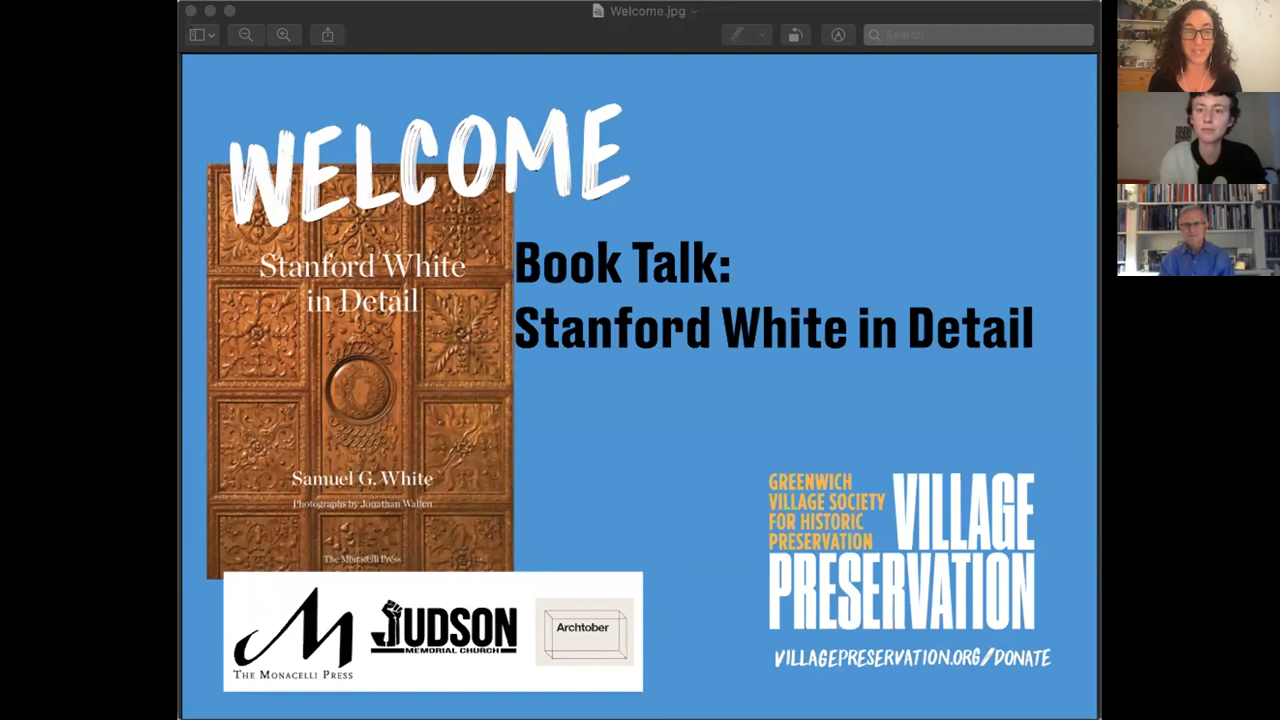 Welcome.jpg
Search
WELCOME
Stanford White
in Detail
Samuel G. White
Photographs by Jonathan Wallen
The Monacelli Press
Book Talk:
Stanford White in Detail
GREENWICH
VILLAGE SOCIETY
FOR HISTORIC
PRESERVATION
VILLAGE
PRESERVATION
VILLAGEPRESERVATION.ORG/DONATE
M
THE MONACELLI PRESS
JUDSON
MEMORIAL CHURCH
Archtober